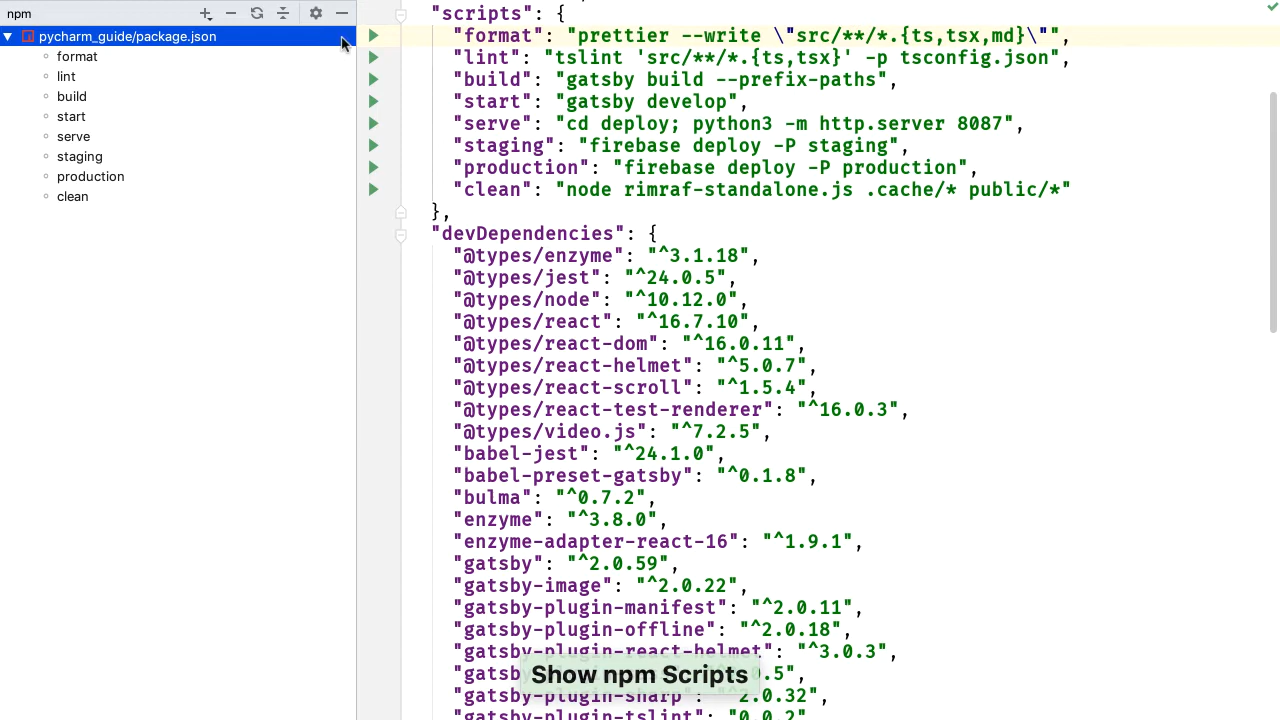 npm
pycharm_guide/package.json
format
lint
build
start
serve
staging
production
clean
"scripts": {
"format": "prettier --write \"src/**/*.{ts,tsx,md}\"",
"lint": "tslint 'src/**/*.{ts,tsx}' -p tsconfig.json",
"build": "gatsby build --prefix-paths",
"start": "gatsby develop",
"serve": "cd deploy; python3 -m http.server 8087",
"staging": "firebase deploy -P staging",
"production": "firebase deploy -P production",
"clean": "node rimraf-standalone.js .cache/* public/*"
},
"devDependencies": {
"@types/enzyme": "^3.1.18",
"@types/jest": "^24.0.5",
"@types/node": "^10.12.0",
"@types/react": "^16.7.10",
"@types/react-dom": "^16.0.11",
"@types/react-helmet": "^5.0.7",
"@types/react-scroll": "^1.5.4",
"@types/react-test-renderer": "^16.0.3",
"@types/video.js": "^7.2.5",
"babel-jest": "^24.1.0",
"babel-preset-gatsby": "^0.1.8",
"bulma": "^0.7.2",
"enzyme": "^3.8.0",
"enzyme-adapter-react-16": "^1.9.1",
"gatsby": "^2.0.59",
"gatsby-image": "^2.0.22",
"gatsby-plugin-manifest": "^2.0.11",
"gatsby-plugin-offline": "^2.0.18",
"gatsby-plugin-react-helmet": "^3.0.3",
"gatsb .5",
Show npm Scripts
"gatsby-plugin-sharp": "^2.0.32",
"gatsby-plugin-tslint": "0.0.2"